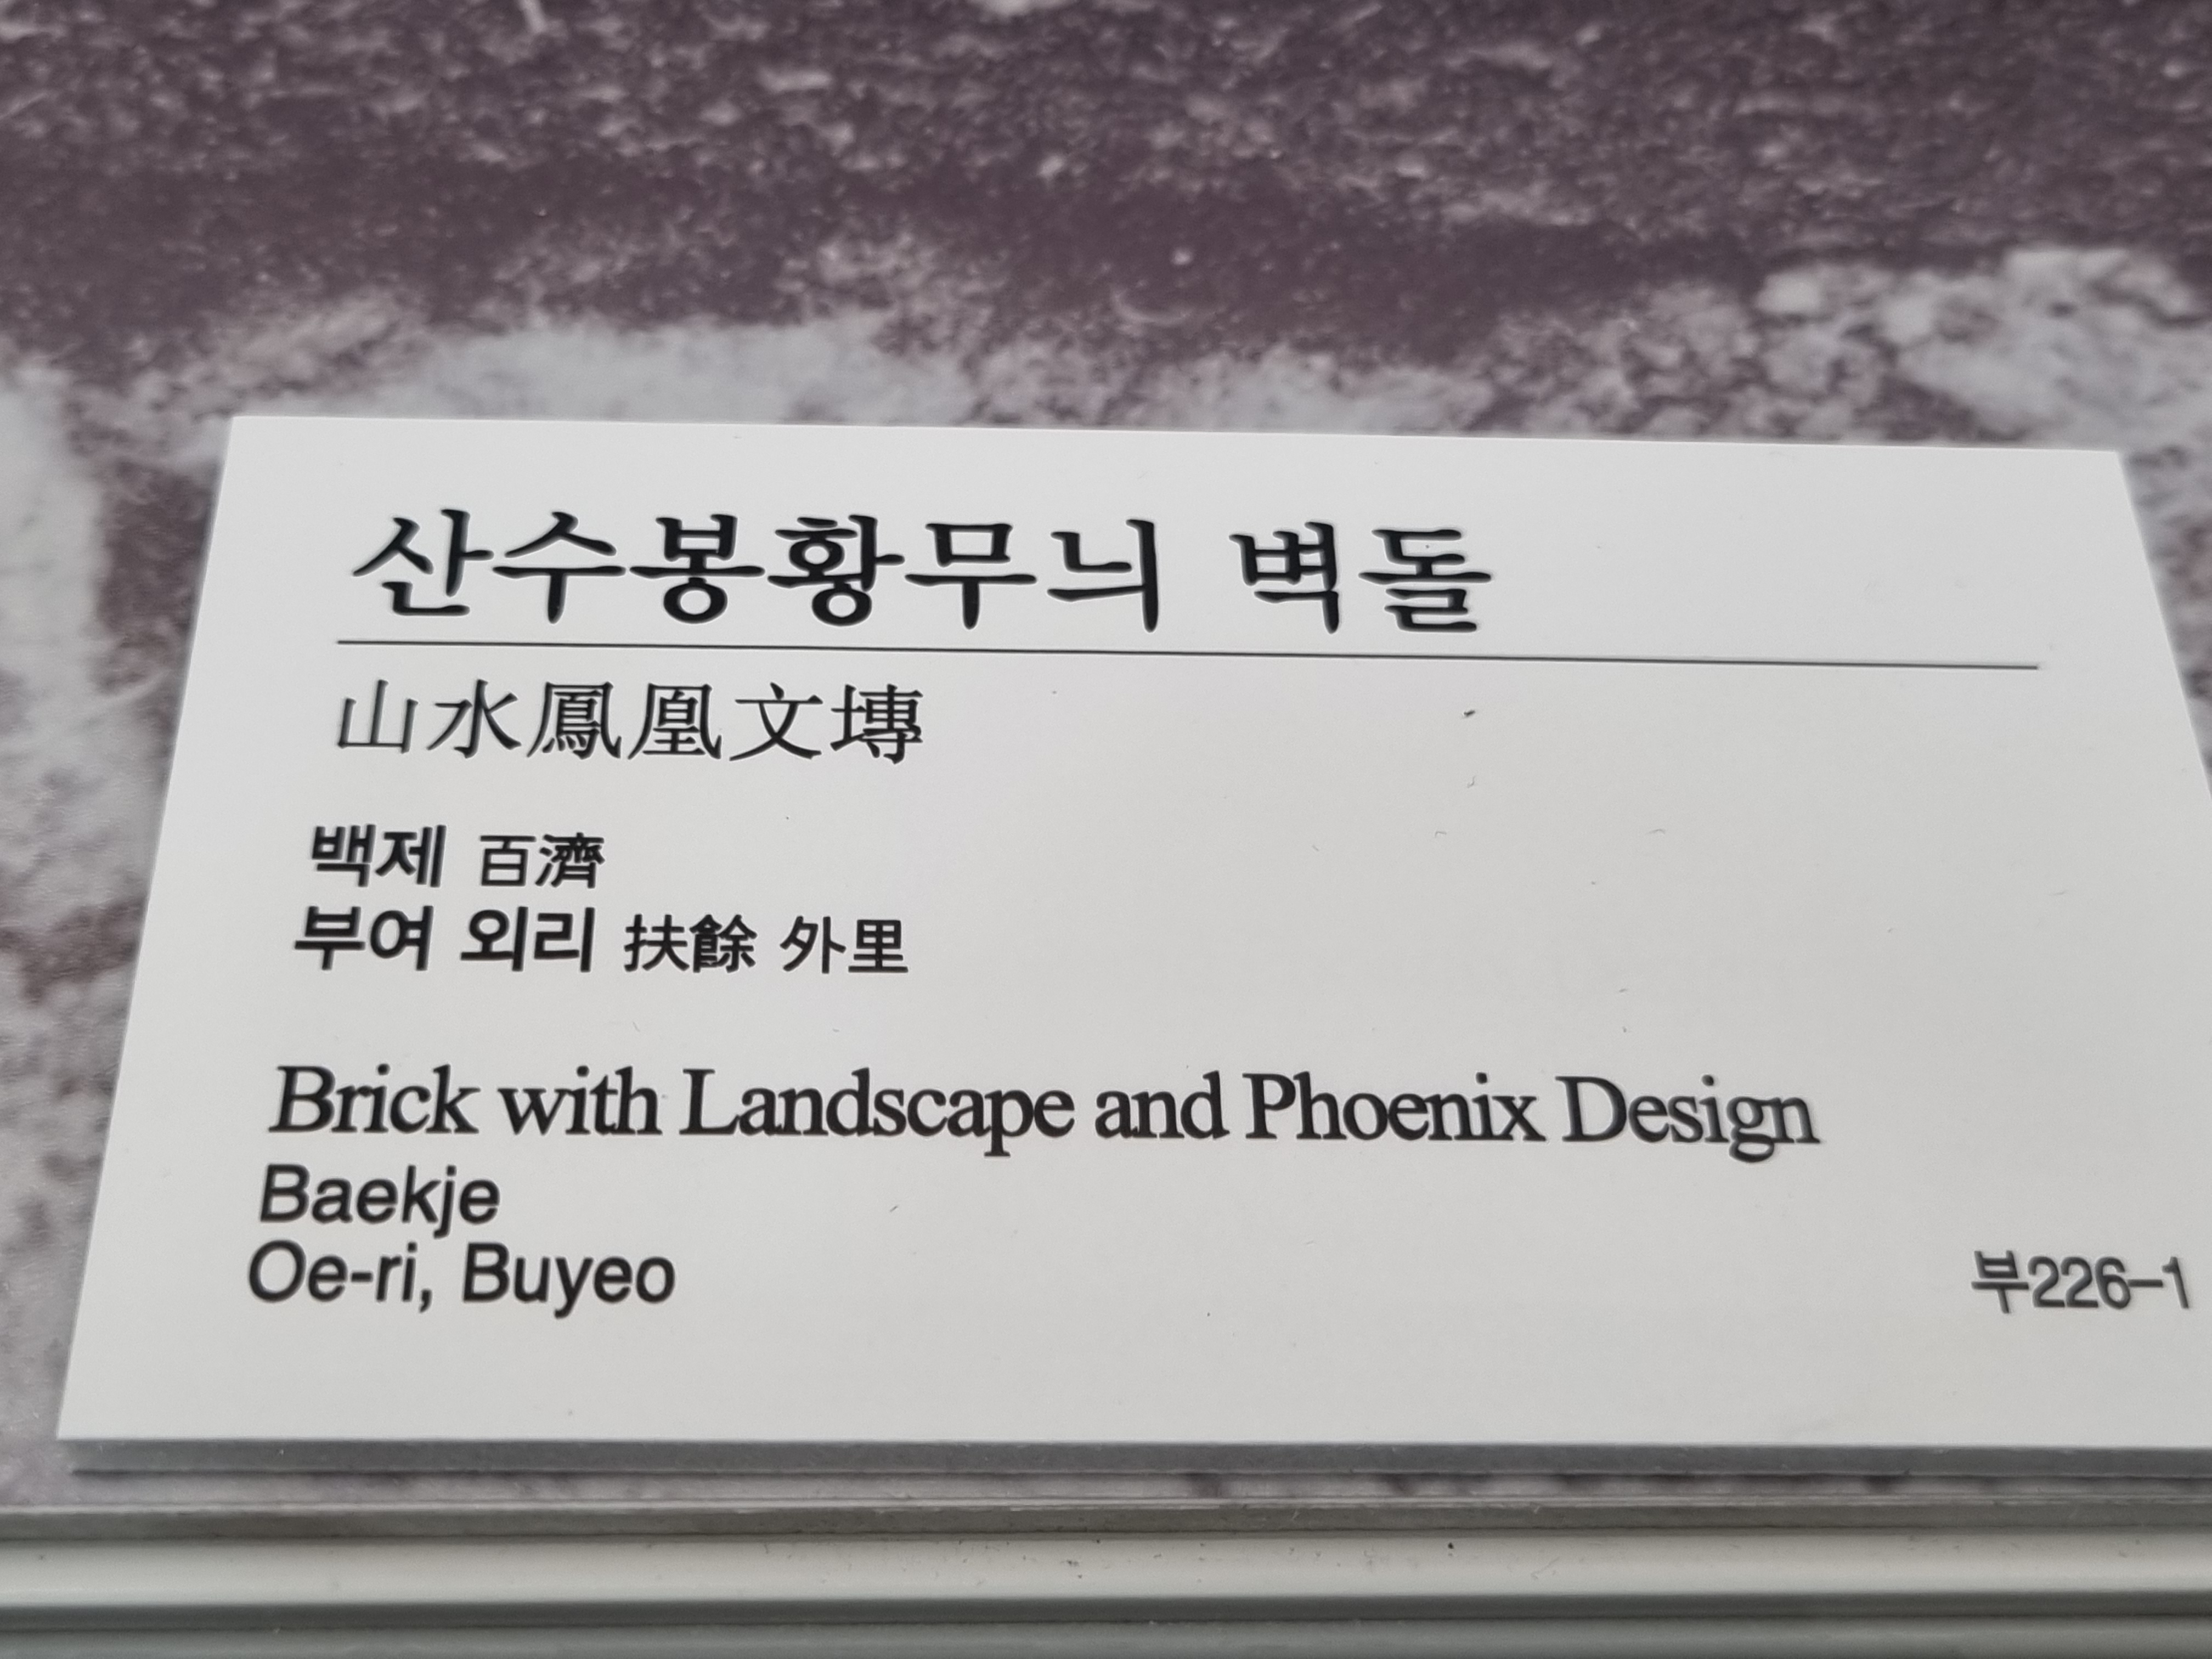 산수봉황무늬 벽돌
山水鳳凰文塼
백제 百濟
부여 외리 扶餘 外里
Brick with Landscape and Phoenix Design
Baekje
Oe-ri, Buyeo
부226-1